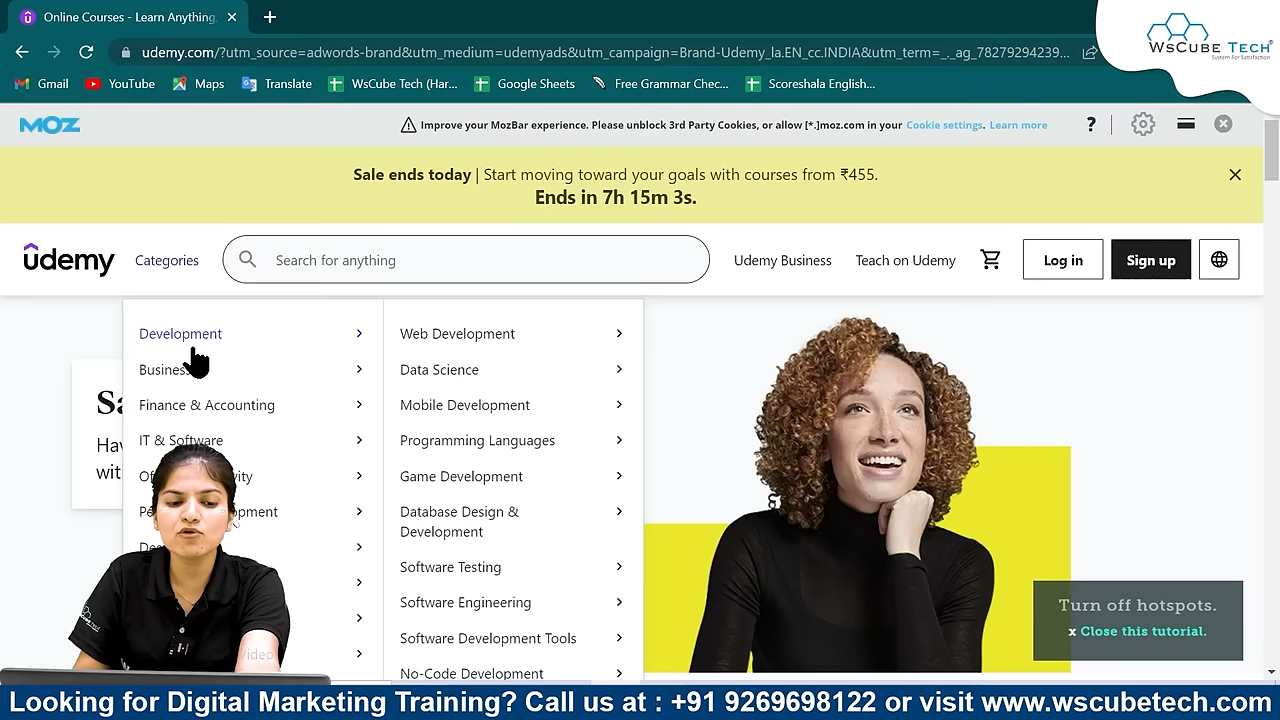 Online Courses - Learn Anything,
WsCube Tech
System For Satisfaction
udemy.com/?utm_source=adwords-brand&utm_medium=udemyads&utm_campaign=Brand-Udemy_la.EN_cc.INDIA&utm_term=_._ag_78279294239...
Gmail YouTube Maps Translate WsCube Tech (Har... Google Sheets Free Grammar Chec... Scoreshala English...
MOZ Improve your MozBar experience. Please unblock 3rd Party Cookies, or allow [*.]moz.com in your Cookie settings. Learn more ?
Sale ends today | Start moving toward your goals with courses from ₹455.
Ends in 7h 15m 3s.
udemy Categories Search for anything Udemy Business Teach on Udemy Log in Sign up
Development Web Development
Data Science
Finance & Accounting Mobile Development
IT & Software Programming Languages
Game Development
Database Design &
Development
Software Testing
Software Engineering
Turn off hotspots.
x Close this tutorial.
Software Development Tools
No-Code Development
Looking for Digital Marketing Training? Call us at : +91 9269698122 or visit www.wscubetech.com